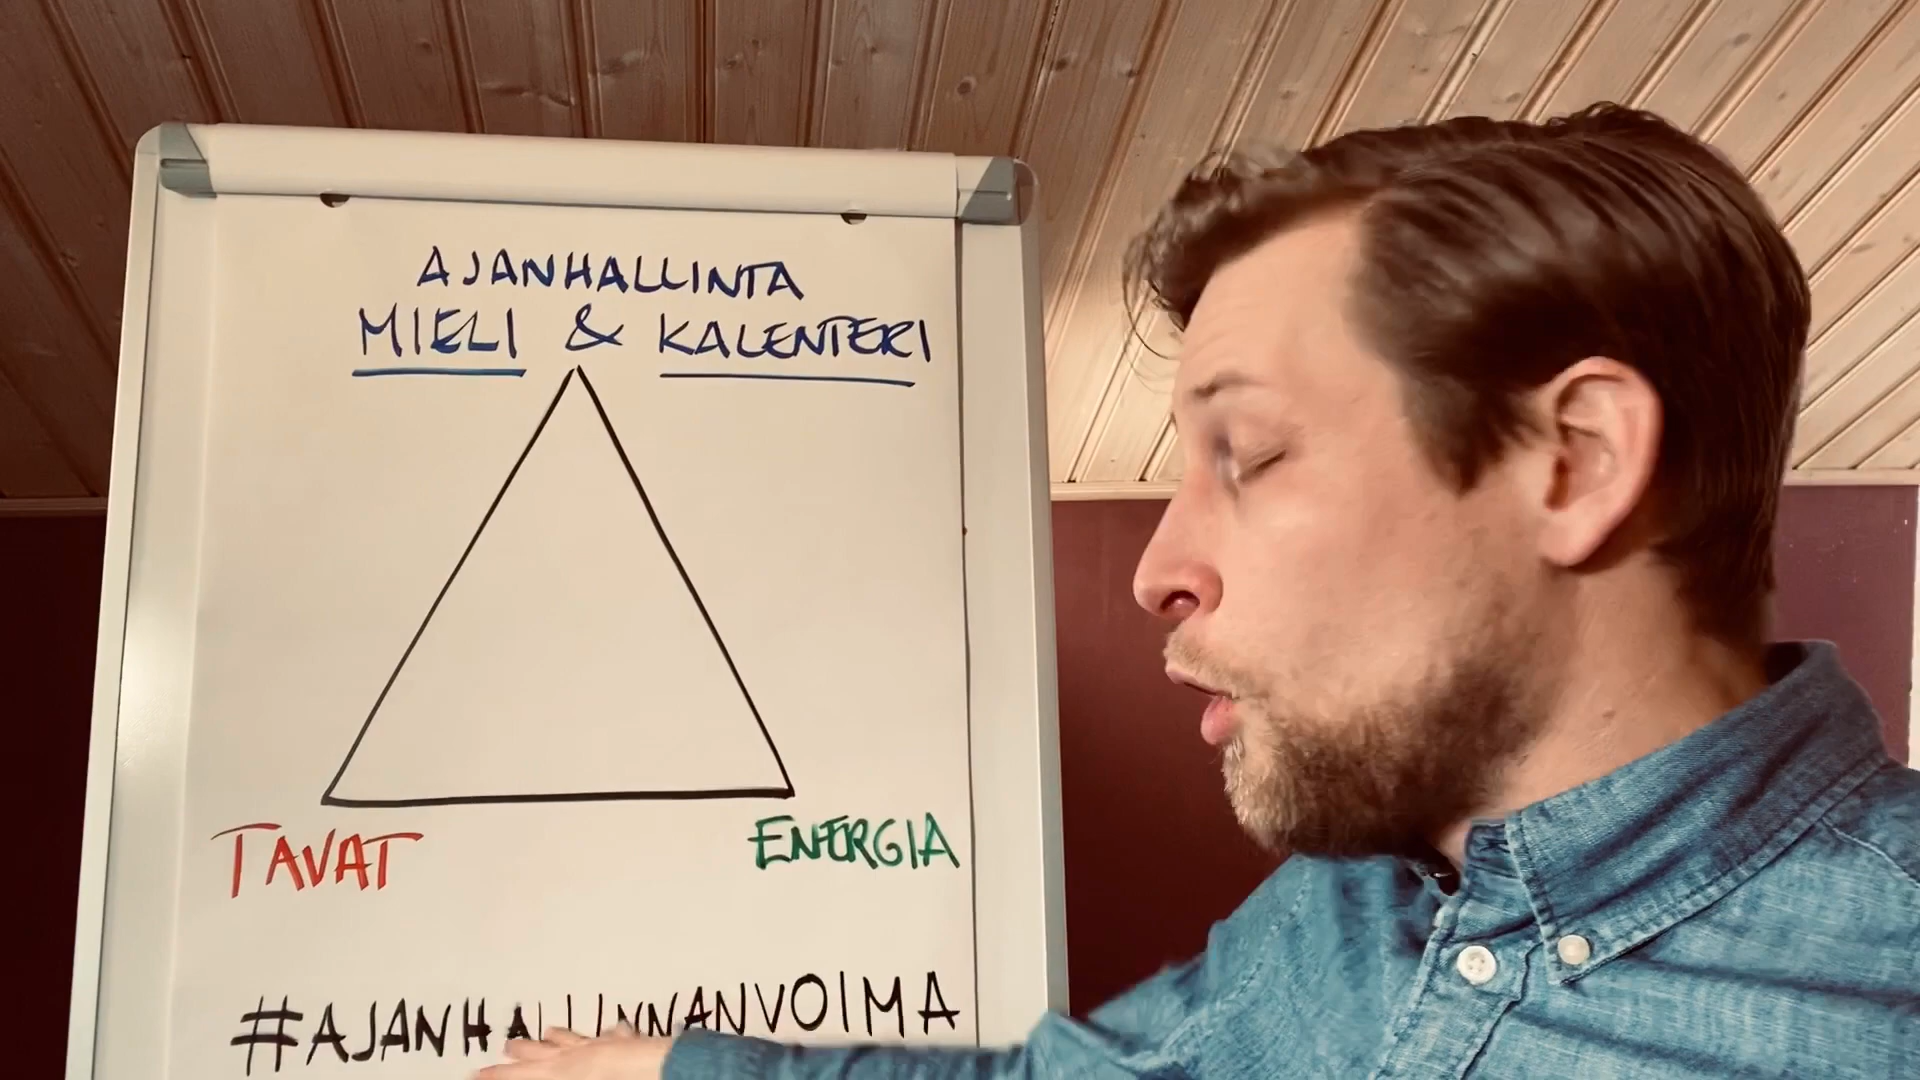 AJANHALLINTA
MIELI & KALENTERI
TAVAT
ENERGIA
#AJANHALLINNANVOIMA